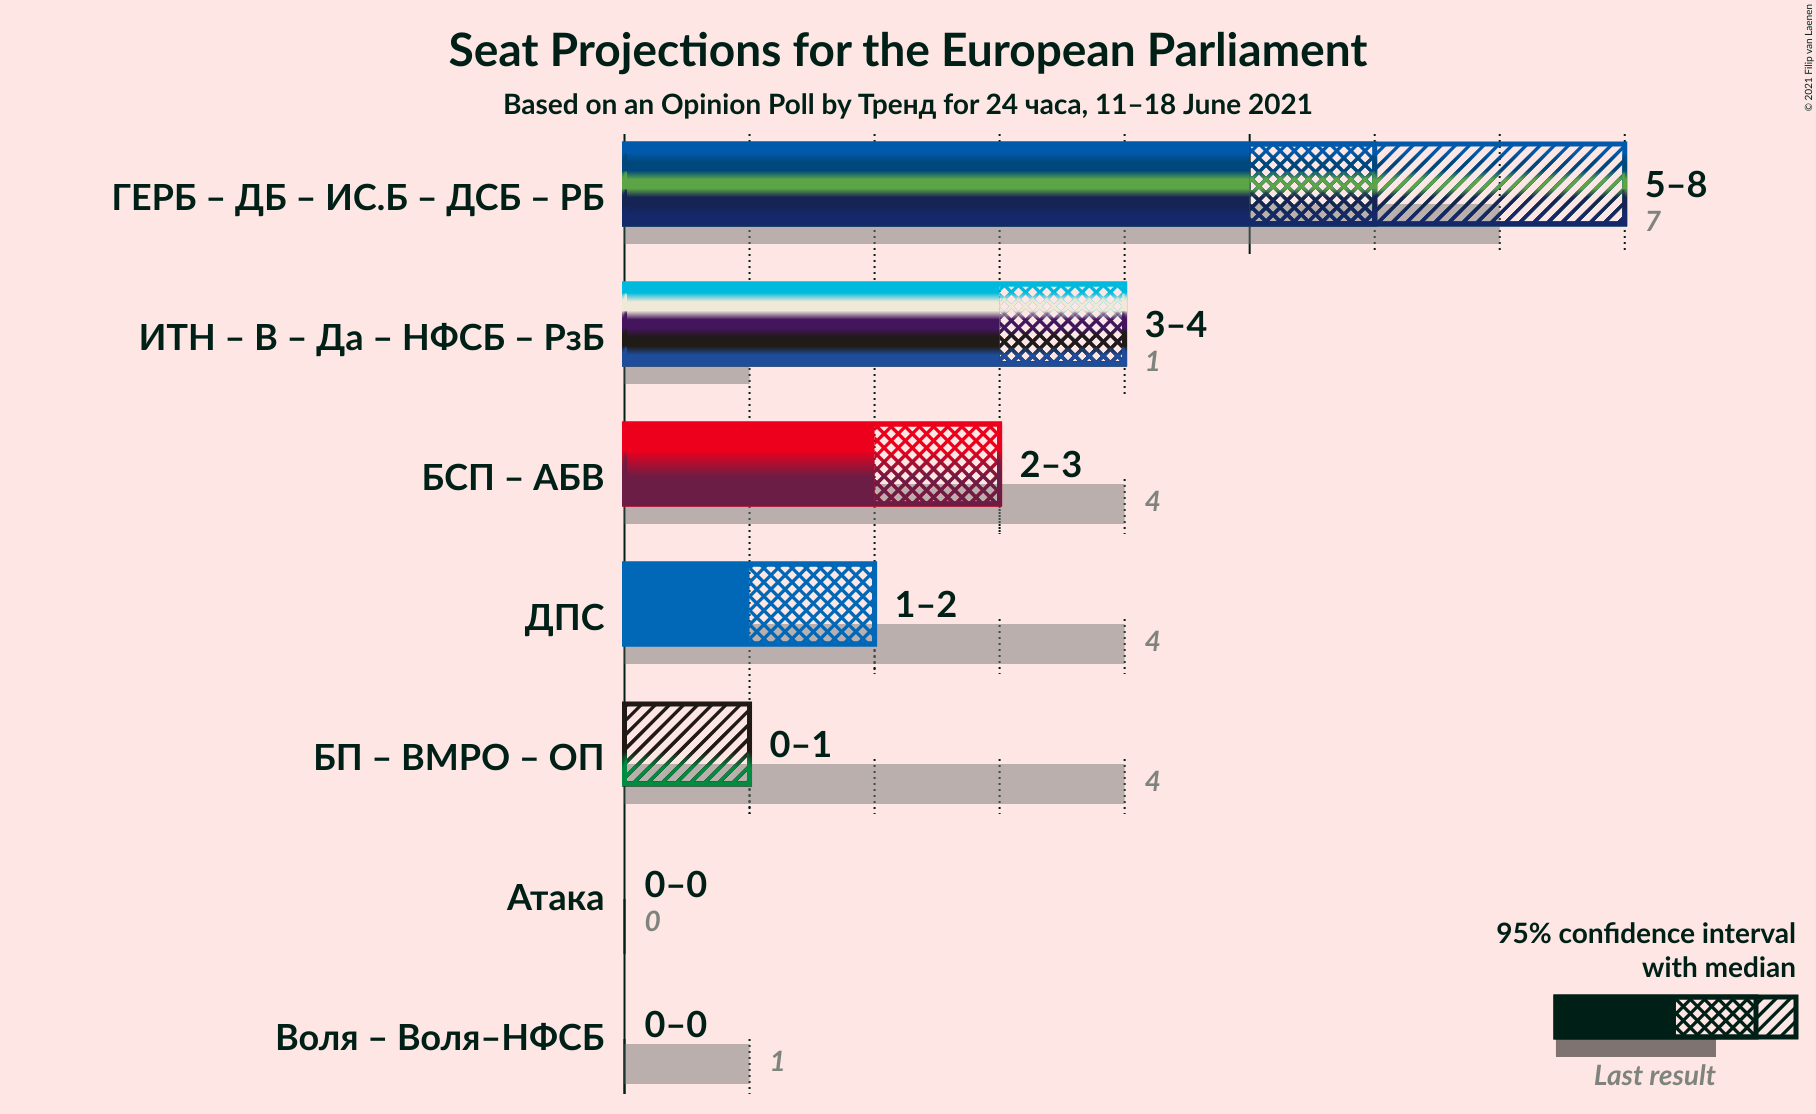 Seat Projections for the European Parliament
Based on an Opinion Poll by Тренд for 24 часа, 11–18 June 2021
© 2021 Filip van Laenen
ГЕРБ – ДБ – ИС.Б – ДСБ – РБ
5–8
7
ИТН – В – Да – НФСБ – РзБ
3–4
1
БСП – АБВ
2–3
4
ДПС
1–2
4
БП – ВМРО – ОП
0–1
4
Атака
0–0
0
Воля – Воля–НФСБ
0–0
1
95% confidence interval
with median
Last result